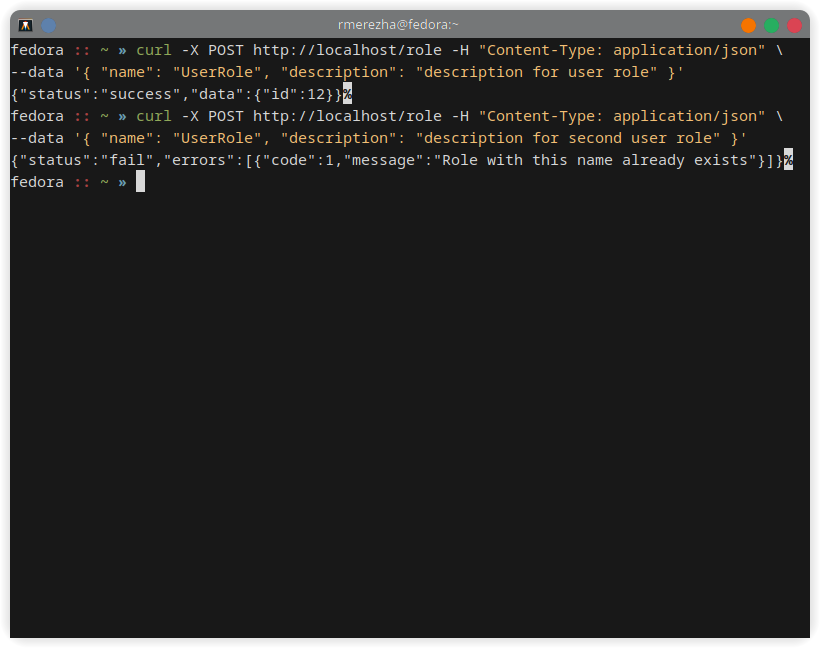 rmerezha@fedora:~
fedora :: ~ » curl -X POST http://localhost/role -H "Content-Type: application/json" \
--data '{ "name": "UserRole", "description": "description for user role" }'
{"status":"success","data":{"id":12}}%
fedora :: ~ » curl -X POST http://localhost/role -H "Content-Type: application/json" \
--data '{ "name": "UserRole", "description": "description for second user role" }'
{"status":"fail","errors":[{"code":1,"message":"Role with this name already exists"}]}%
fedora :: ~ »